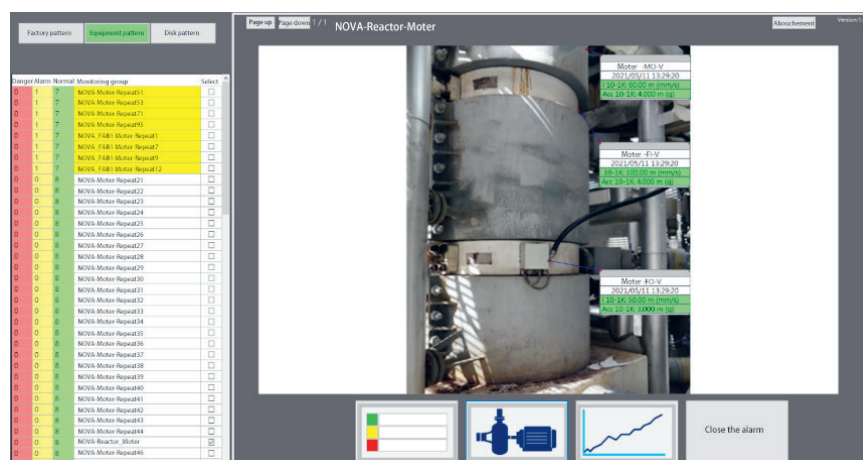 Factory pattern
Equipment pattern
Disk pattern
Page up
Page down
1 / 1
NOVA-Reactor-Moter
Abouchement
Danger Alarm Normal Monitoring group Select
0 1 7 NOVA-Moter-Repeat51
0 1 7 NOVA-Moter-Repeat53
0 1 7 NOVA-Moter-Repeat71
0 1 7 NOVA-Moter-Repeat95
0 1 7 NOVA_FAB1-Moter-Repeat1
0 1 7 NOVA_FAB1-Moter-Repeat7
0 1 7 NOVA_FAB1-Moter-Repeat9
0 1 7 NOVA_FAB1-Moter-Repeat12
0 0 8 NOVA-Moter-Repeat21
0 0 8 NOVA-Moter-Repeat22
0 0 8 NOVA-Moter-Repeat23
0 0 8 NOVA-Moter-Repeat24
0 0 8 NOVA-Moter-Repeat25
0 0 8 NOVA-Moter-Repeat26
0 0 8 NOVA-Moter-Repeat27
0 0 8 NOVA-Moter-Repeat28
0 0 8 NOVA-Moter-Repeat29
0 0 8 NOVA-Moter-Repeat30
0 0 8 NOVA-Moter-Repeat31
0 0 8 NOVA-Moter-Repeat32
0 0 8 NOVA-Moter-Repeat33
0 0 8 NOVA-Moter-Repeat34
0 0 8 NOVA-Moter-Repeat35
0 0 8 NOVA-Moter-Repeat36
0 0 8 NOVA-Moter-Repeat37
0 0 8 NOVA-Moter-Repeat38
0 0 8 NOVA-Moter-Repeat39
0 0 8 NOVA-Moter-Repeat40
0 0 8 NOVA-Moter-Repeat41
0 0 8 NOVA-Moter-Repeat42
0 0 8 NOVA-Moter-Repeat43
0 0 8 NOVA-Moter-Repeat44
0 0 8 NOVA-Reactor_Moter
0 0 8 NOVA-Moter-Repeat46
Moter -MO-V
2021/05/11 13:29:20
10-1K: 60.00 m (mm/s)
Acc 10-1K: 4.000 m (g)
Moter -FI-V
2021/05/11 13:29:20
10-1K: 100.00 m (mm/s)
Acc 10-1K: 4.000 m (g)
Moter -FO-V
2021/05/11 13:29:20
10-1K: 50.00 m (mm/s)
Acc 10-1K: 3.000 m (g)
Close the alarm